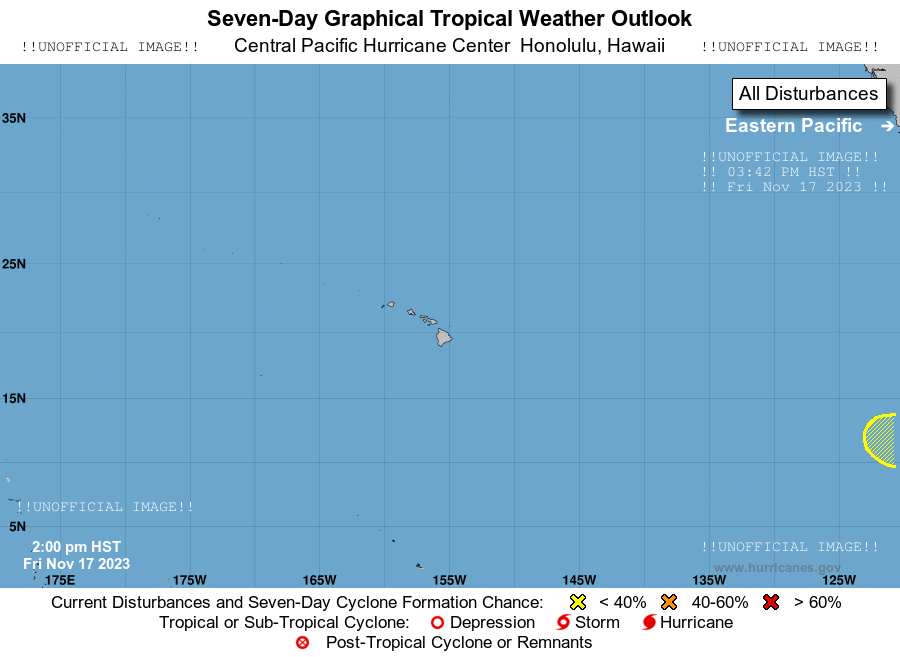 Seven-Day Graphical Tropical Weather Outlook
!!UNOFFICIAL IMAGE!! Central Pacific Hurricane Center Honolulu, Hawaii !!UNOFFICIAL IMAGE!!
All Disturbances
35N
Eastern Pacific ➔
!!UNOFFICIAL IMAGE!!
!! 03:42 PM HST !!
!! Fri Nov 17 2023 !!
25N
15N
!!UNOFFICIAL IMAGE!!
5N
2:00 pm HST
Fri Nov 17 2023
!!UNOFFICIAL IMAGE!!
www.hurricanes.gov
175E 175W 165W 155W 145W 135W 125W
Current Disturbances and Seven-Day Cyclone Formation Chance: < 40% 40-60% > 60%
Tropical or Sub-Tropical Cyclone: Depression Storm Hurricane
Post-Tropical Cyclone or Remnants